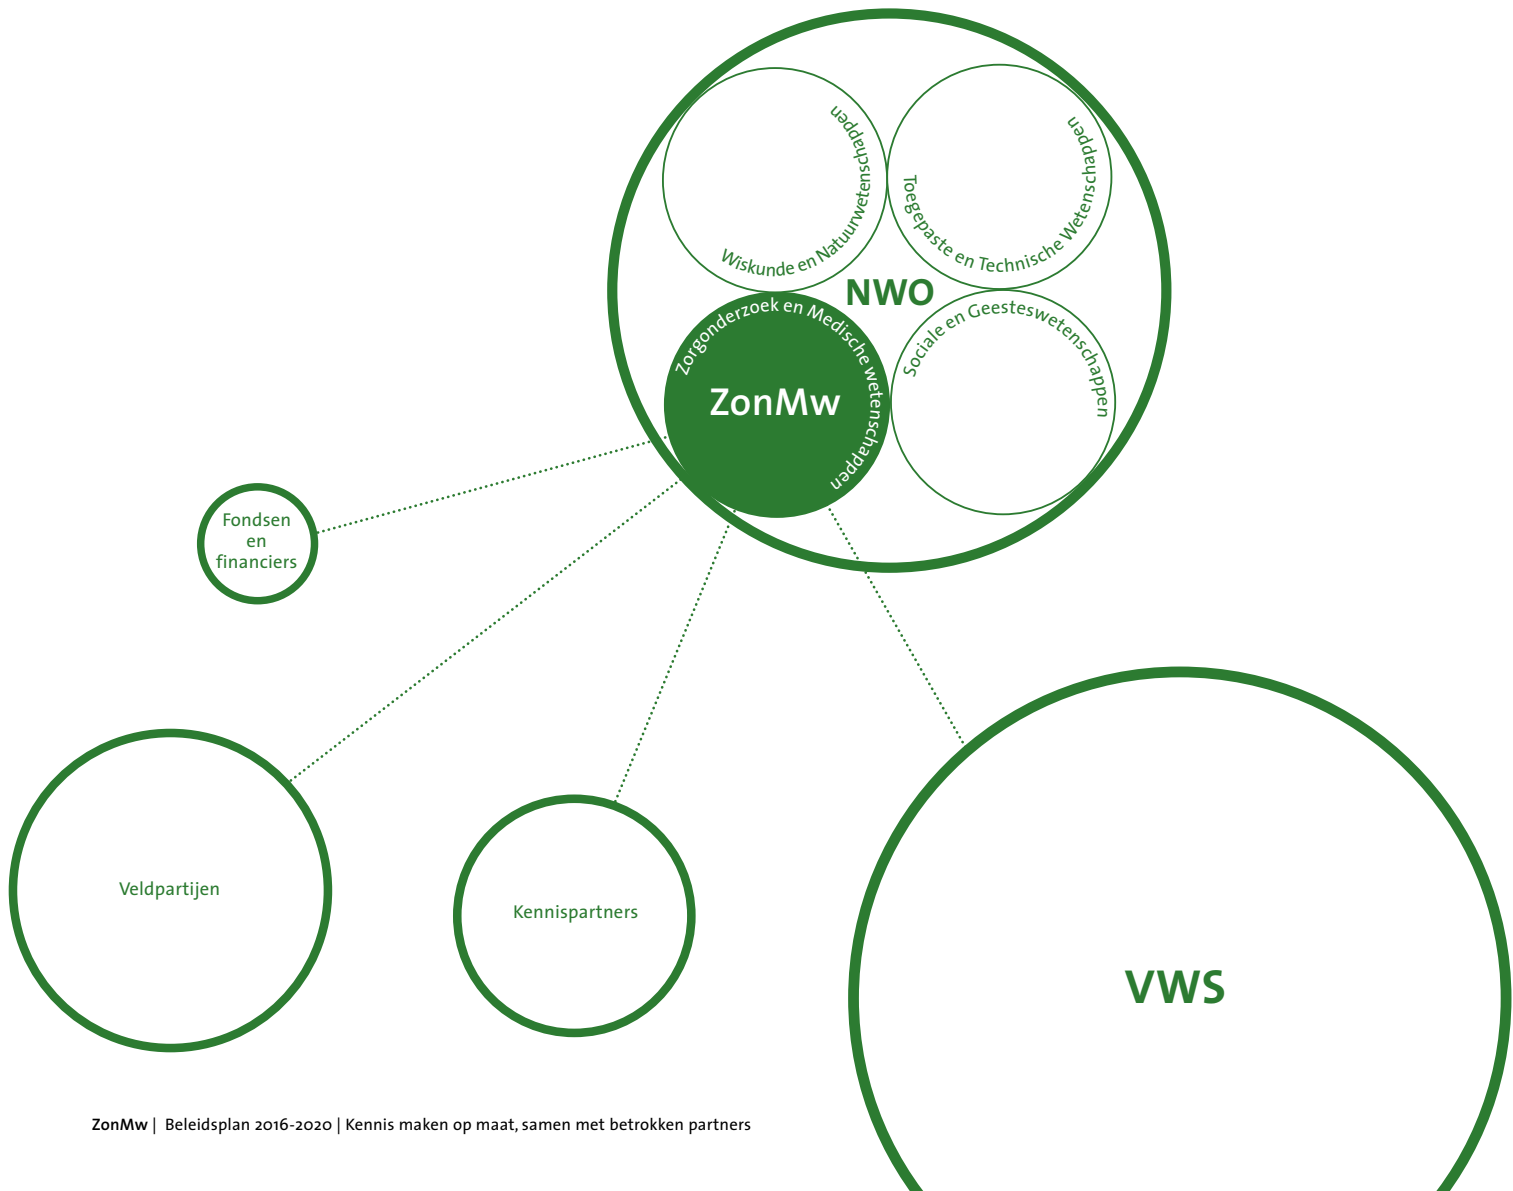 Wiskunde en Natuurwetenschappen
Toegepaste en Technische Wetenschappen
NWO
Zorgonderzoek en Medische wetenschappen
ZonMw
Sociale en Geesteswetenschappen
Fondsen
en
financiers
Veldpartijen
Kennispartners
VWS
ZonMw | Beleidsplan 2016-2020 | Kennis maken op maat, samen met betrokken partners